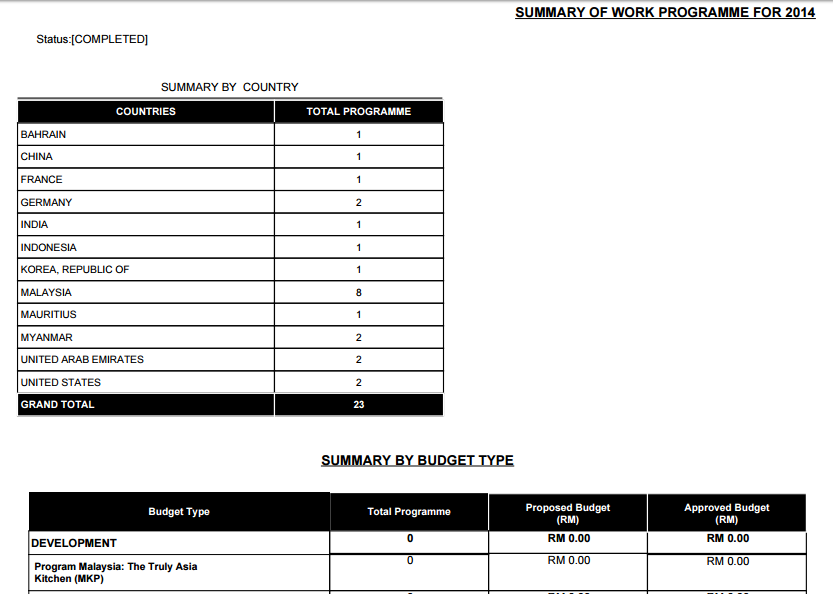 SUMMARY OF WORK PROGRAMME FOR 2014
Status:[COMPLETED]
SUMMARY BY COUNTRY
COUNTRIES TOTAL PROGRAMME
BAHRAIN 1
CHINA 1
FRANCE 1
GERMANY 2
INDIA 1
INDONESIA 1
KOREA, REPUBLIC OF 1
MALAYSIA 8
MAURITIUS 1
MYANMAR 2
UNITED ARAB EMIRATES 2
UNITED STATES 2
GRAND TOTAL 23
SUMMARY BY BUDGET TYPE
Budget Type Total Programme Proposed Budget (RM) Approved Budget (RM)
DEVELOPMENT 0 RM 0.00 RM 0.00
Program Malaysia: The Truly Asia 0 RM 0.00 RM 0.00
Kitchen (MKP)